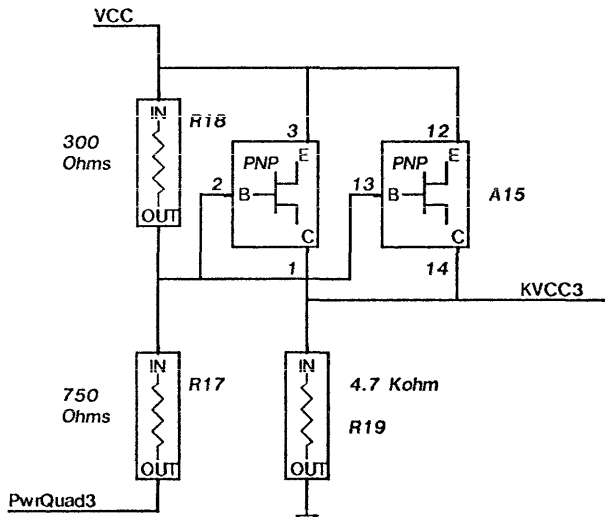 VCC
IN
R18
300
Ohms
OUT
3
PNP
E
2
B
C
1
12
PNP
E
13
B
C
14
A15
KVCC3
IN
R17
750
Ohms
OUT
IN
4.7 Kohm
R19
OUT
PwrQuad3